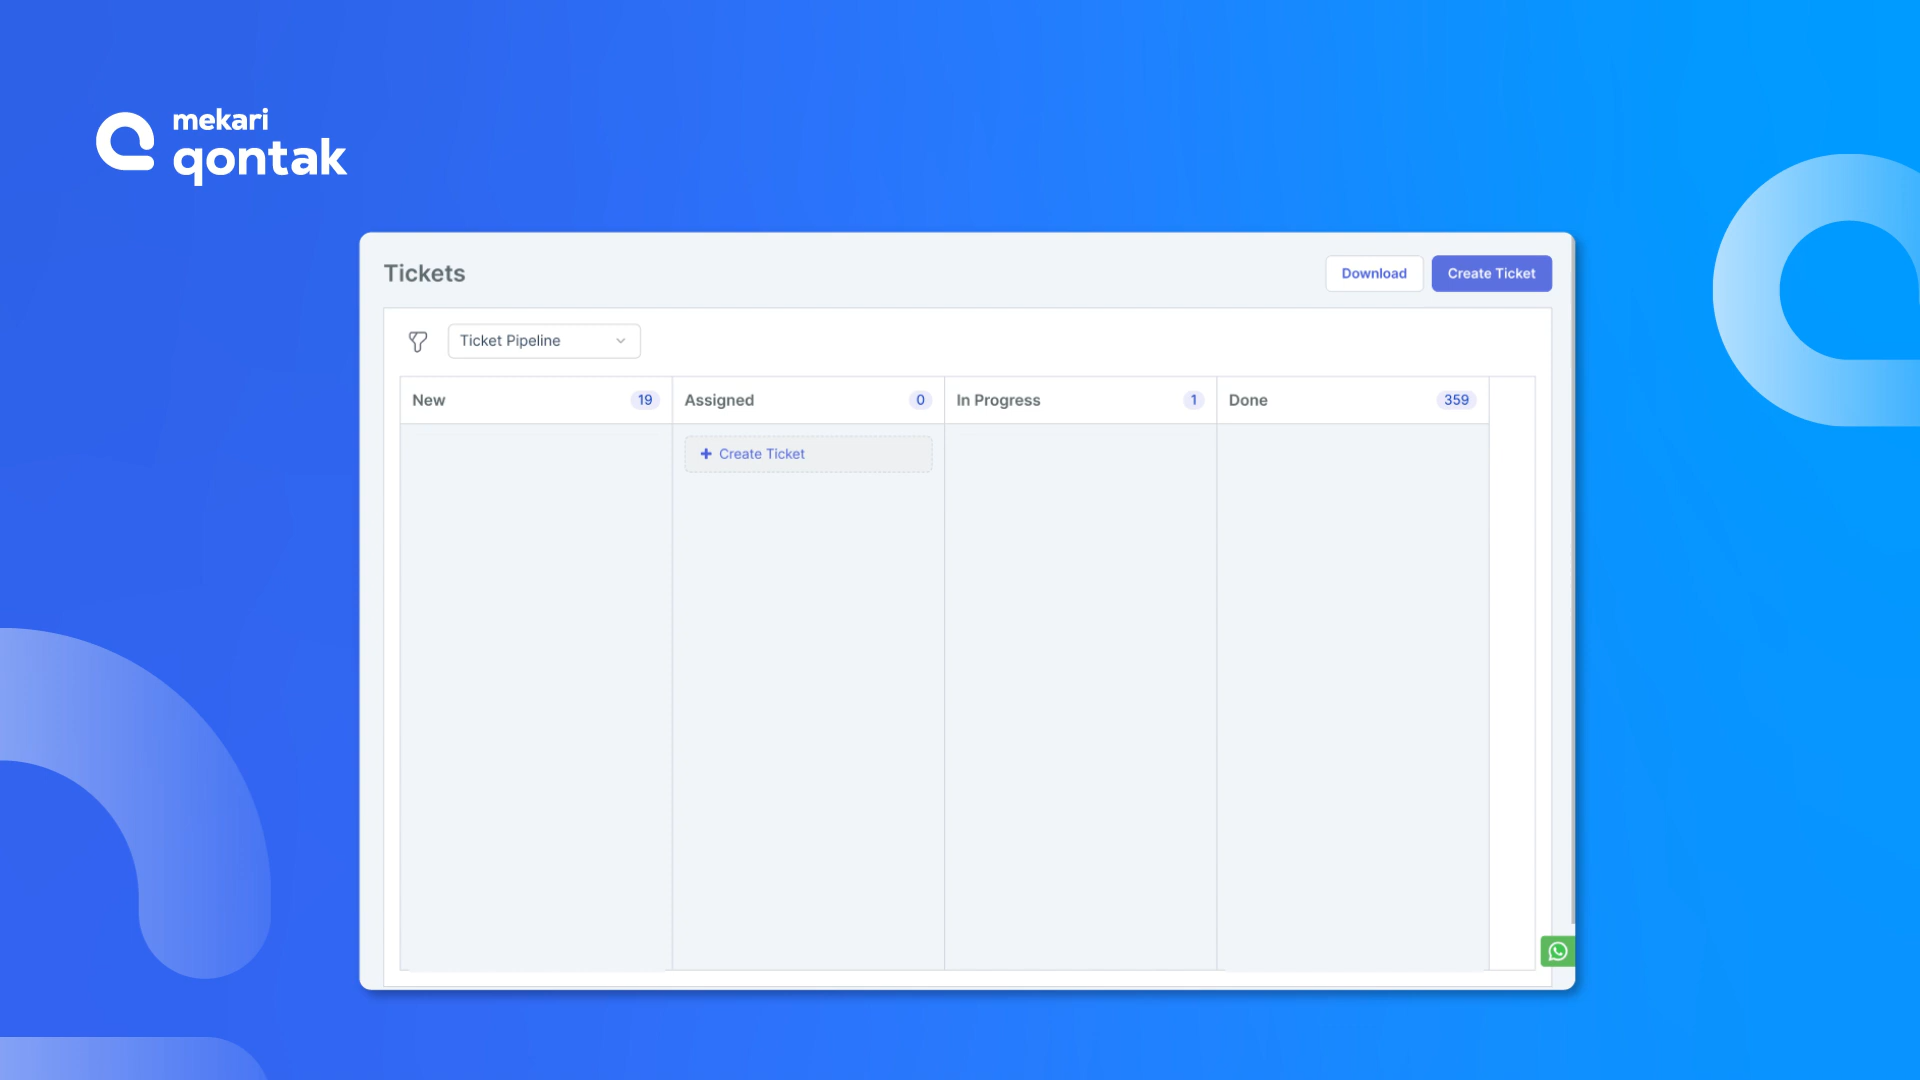 mekari
qontak
Tickets
Download
Create Ticket
Ticket Pipeline
New 19
Assigned 0
In Progress 1
Done 359
+ Create Ticket